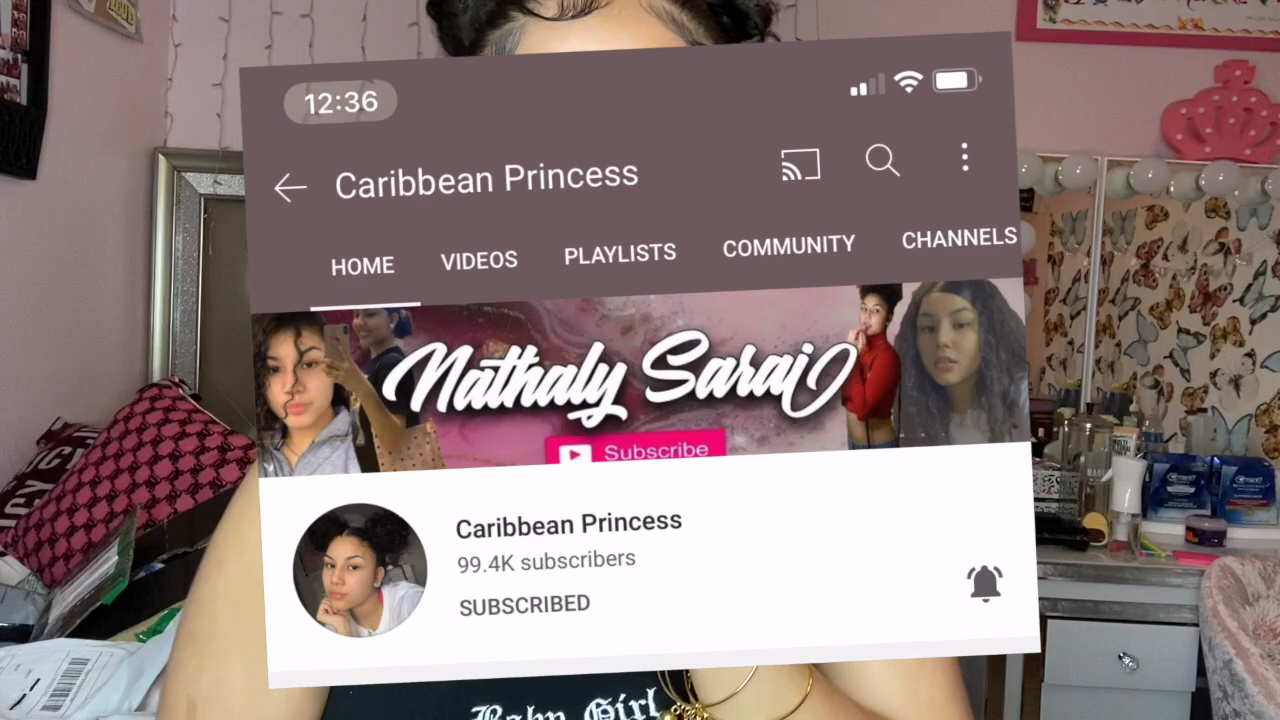 12:36
Caribbean Princess
HOME VIDEOS PLAYLISTS COMMUNITY CHANNELS
Nathaly Sarai
Subscribe
Caribbean Princess
99.4K subscribers
SUBSCRIBED
Baby Girl